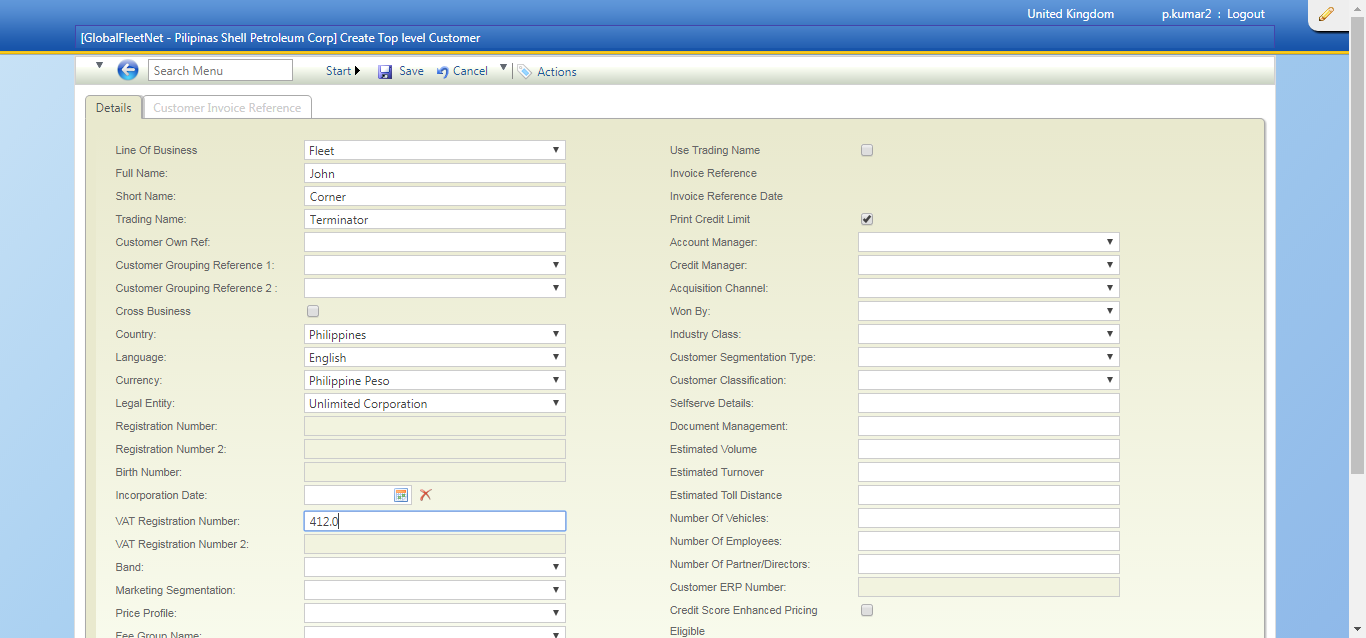 United Kingdom p.kumar2 : Logout
[GlobalFleetNet - Pilipinas Shell Petroleum Corp] Create Top level Customer
Search Menu Start Save Cancel Actions
Details Customer Invoice Reference
Line Of Business Fleet Use Trading Name
Full Name: John Invoice Reference
Short Name: Corner Invoice Reference Date
Trading Name: Terminator Print Credit Limit
Customer Own Ref: Account Manager:
Customer Grouping Reference 1: Credit Manager:
Customer Grouping Reference 2 : Acquisition Channel:
Cross Business Won By:
Country: Philippines Industry Class:
Language: English Customer Segmentation Type:
Currency: Philippine Peso Customer Classification:
Legal Entity: Unlimited Corporation Selfserve Details:
Registration Number: Document Management:
Registration Number 2: Estimated Volume
Birth Number: Estimated Turnover
Incorporation Date: Estimated Toll Distance
VAT Registration Number: 412.0 Number Of Vehicles:
VAT Registration Number 2: Number Of Employees:
Band: Number Of Partner/Directors:
Marketing Segmentation: Customer ERP Number:
Price Profile: Credit Score Enhanced Pricing
Fee Group Name: Eligible